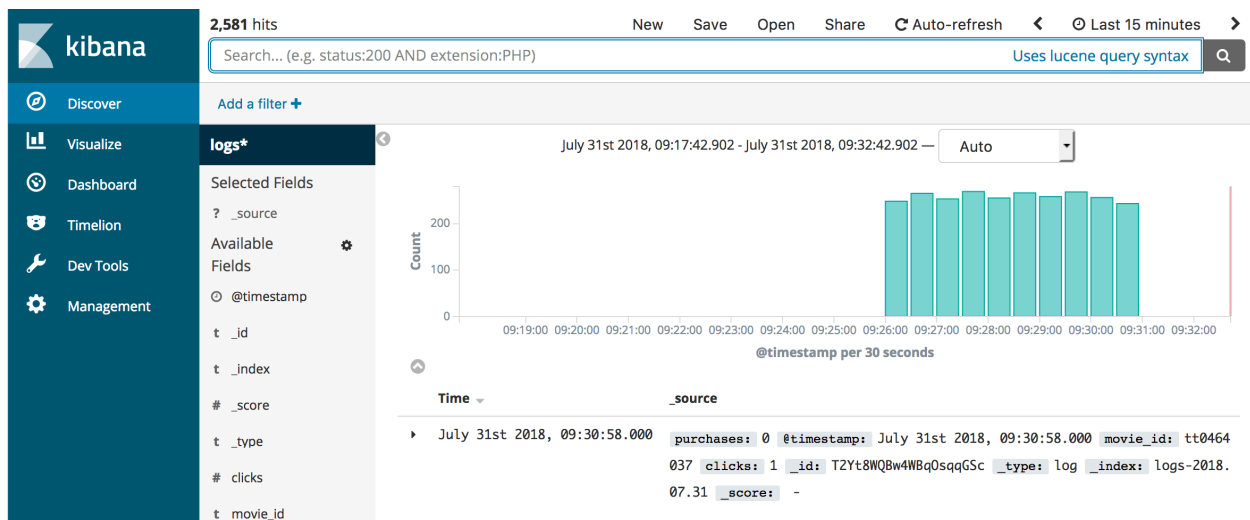 kibana
Discover
Visualize
Dashboard
Timelion
Dev Tools
Management
2,581 hits
New Save Open Share Auto-refresh Last 15 minutes
Search... (e.g. status:200 AND extension:PHP) Uses lucene query syntax
Add a filter
logs*
Selected Fields
? _source
Available
Fields
@timestamp
t _id
t _index
# _score
t _type
# clicks
t movie_id
July 31st 2018, 09:17:42.902 - July 31st 2018, 09:32:42.902 — Auto
Count
200
100
0
09:19:00 09:20:00 09:21:00 09:22:00 09:23:00 09:24:00 09:25:00 09:26:00 09:27:00 09:28:00 09:29:00 09:30:00 09:31:00 09:32:00
@timestamp per 30 seconds
Time _source
July 31st 2018, 09:30:58.000 purchases: 0 @timestamp: July 31st 2018, 09:30:58.000 movie_id: tt0464
037 clicks: 1 _id: T2Yt8WQBw4WBqOsqqGSc _type: log _index: logs-2018.
07.31 _score: -